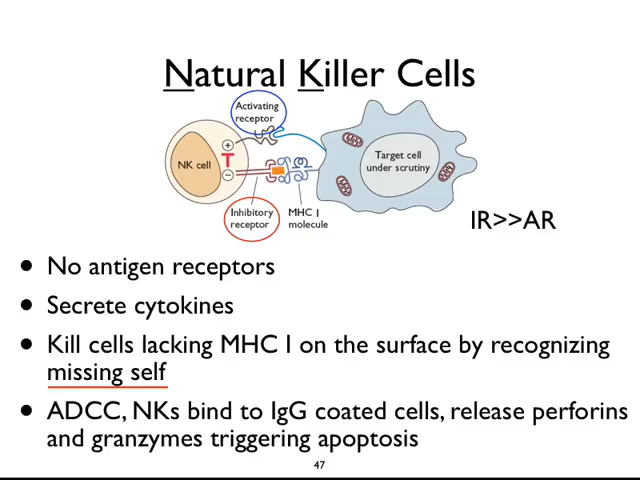 Natural Killer Cells
Activating
receptor
+
NK cell
−
Target cell
under scrutiny
Inhibitory
receptor
MHC I
molecule
IR>>AR
• No antigen receptors
• Secrete cytokines
• Kill cells lacking MHC I on the surface by recognizing
missing self
• ADCC, NKs bind to IgG coated cells, release perforins
and granzymes triggering apoptosis
47